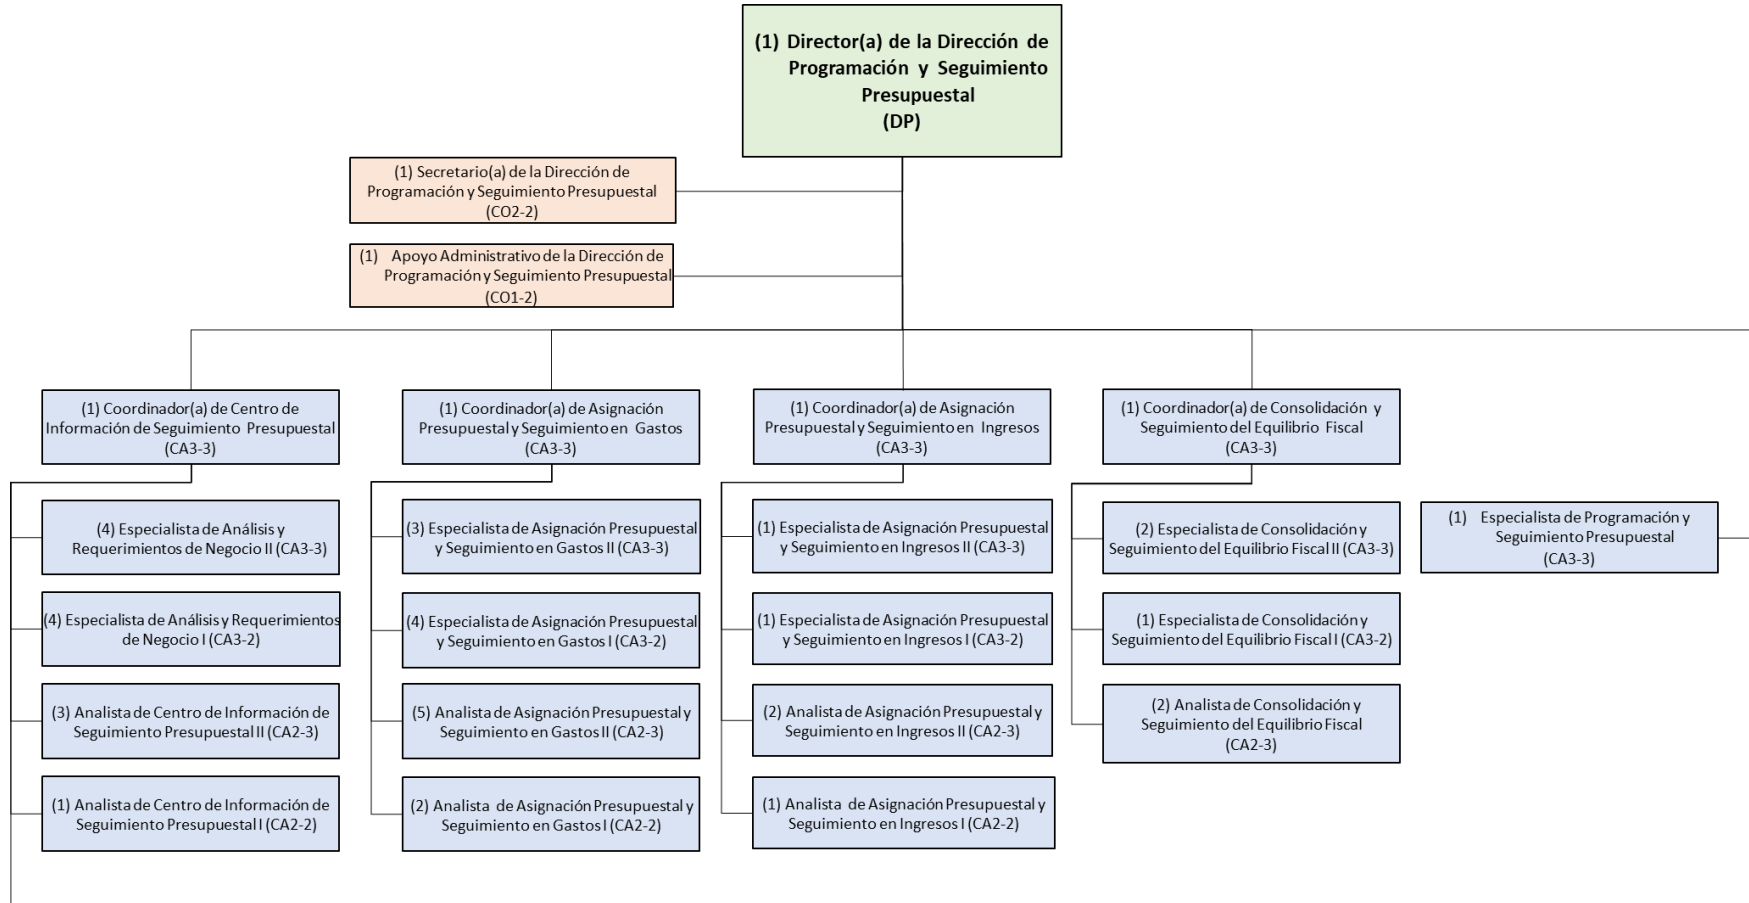 (1) Director(a) de la Dirección de
Programación y Seguimiento
Presupuestal
(DP)
(1) Secretario(a) de la Dirección de
Programación y Seguimiento Presupuestal
(CO2-2)
(1) Apoyo Administrativo de la Dirección de
Programación y Seguimiento Presupuestal
(CO1-2)
(1) Coordinador(a) de Centro de
Información de Seguimiento Presupuestal
(CA3-3)
(4) Especialista de Análisis y
Requerimientos de Negocio II (CA3-3)
(4) Especialista de Análisis y Requerimientos
de Negocio I (CA3-2)
(3) Analista de Centro de Información de
Seguimiento Presupuestal II (CA2-3)
(1) Analista de Centro de Información de
Seguimiento Presupuestal I (CA2-2)
(1) Coordinador(a) de Asignación
Presupuestal y Seguimiento en Gastos
(CA3-3)
(3) Especialista de Asignación Presupuestal
y Seguimiento en Gastos II (CA3-3)
(4) Especialista de Asignación Presupuestal
y Seguimiento en Gastos I (CA3-2)
(5) Analista de Asignación Presupuestal y
Seguimiento en Gastos II (CA2-3)
(2) Analista de Asignación Presupuestal y
Seguimiento en Gastos I (CA2-2)
(1) Coordinador(a) de Asignación
Presupuestal y Seguimiento en Ingresos
(CA3-3)
(1) Especialista de Asignación Presupuestal
y Seguimiento en Ingresos II (CA3-3)
(1) Especialista de Asignación Presupuestal
y Seguimiento en Ingresos I (CA3-2)
(2) Analista de Asignación Presupuestal y
Seguimiento en Ingresos II (CA2-3)
(1) Analista de Asignación Presupuestal y
Seguimiento en Ingresos I (CA2-2)
(1) Coordinador(a) de Consolidación y
Seguimiento del Equilibrio Fiscal
(CA3-3)
(2) Especialista de Consolidación y
Seguimiento del Equilibrio Fiscal II (CA3-3)
(1) Especialista de Consolidación y
Seguimiento del Equilibrio Fiscal I (CA3-2)
(2) Analista de Consolidación y
Seguimiento del Equilibrio Fiscal
(CA2-3)
(1) Especialista de Programación y
Seguimiento Presupuestal
(CA3-3)